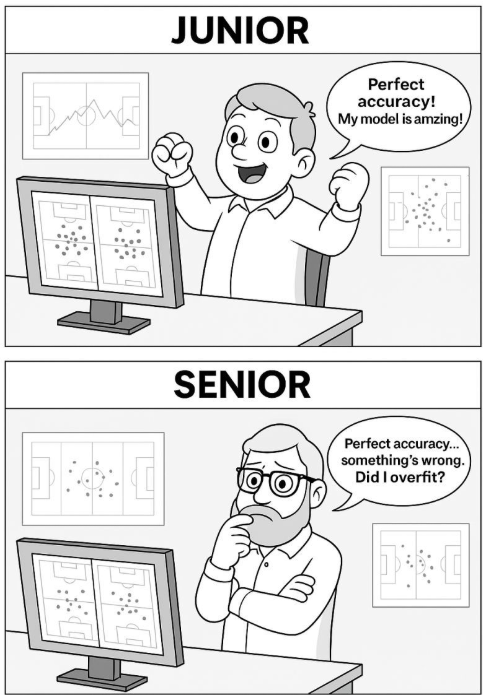 JUNIOR
Perfect
accuracy!
My model is amzing!
SENIOR
Perfect accuracy...
something's wrong.
Did I overfit?